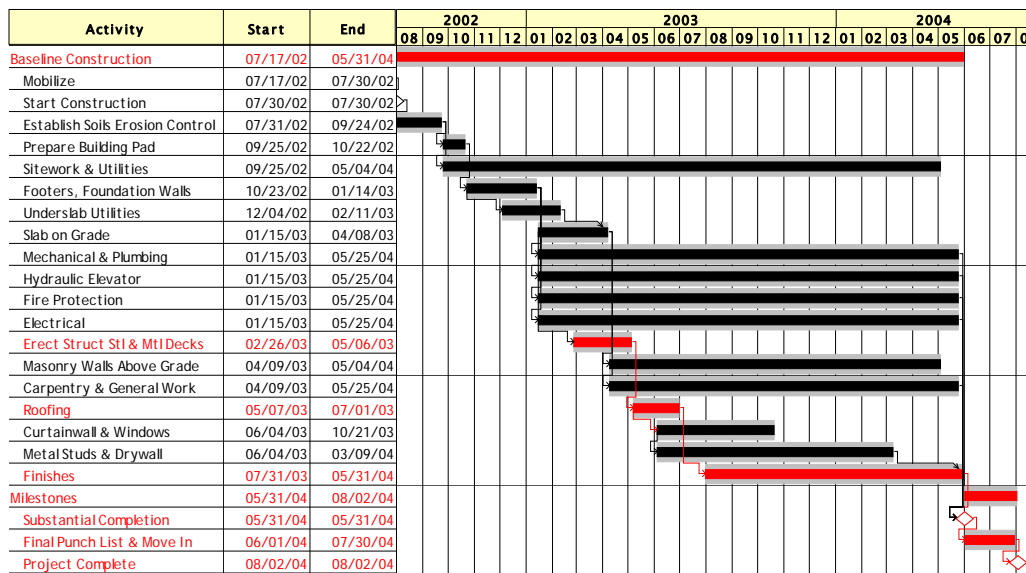 Activity Start End 2002 2003 2004
08 09 10 11 12 01 02 03 04 05 06 07 08 09 10 11 12 01 02 03 04 05 06 07
Baseline Construction 07/17/02 05/31/04
Mobilize 07/17/02 07/30/02
Start Construction 07/30/02 07/30/02
Establish Soils Erosion Control 07/31/02 09/24/02
Prepare Building Pad 09/25/02 10/22/02
Sitework & Utilities 09/25/02 05/04/04
Footers, Foundation Walls 10/23/02 01/14/03
Underslab Utilities 12/04/02 02/11/03
Slab on Grade 01/15/03 04/08/03
Mechanical & Plumbing 01/15/03 05/25/04
Hydraulic Elevator 01/15/03 05/25/04
Fire Protection 01/15/03 05/25/04
Electrical 01/15/03 05/25/04
Erect Struct Stl & Mtl Decks 02/26/03 05/06/03
Masonry Walls Above Grade 04/09/03 05/04/04
Carpentry & General Work 04/09/03 05/25/04
Roofing 05/07/03 07/01/03
Curtainwall & Windows 06/04/03 10/21/03
Metal Studs & Drywall 06/04/03 03/09/04
Finishes 07/31/03 05/31/04
Milestones 05/31/04 08/02/04
Substantial Completion 05/31/04 05/31/04
Final Punch List & Move In 06/01/04 07/30/04
Project Complete 08/02/04 08/02/04